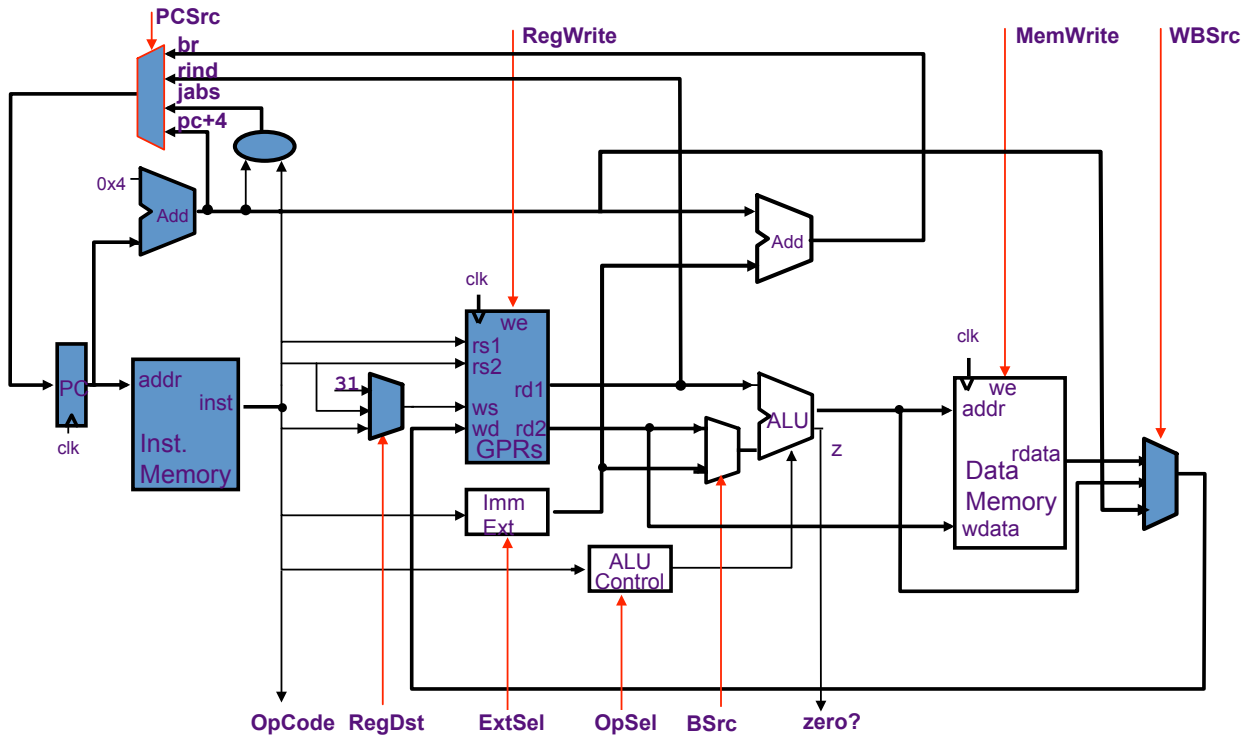 PCSrc
br
rind
jabs
pc+4
RegWrite
MemWrite
WBSrc
0x4
Add
Add
clk
we
rs1
rs2
rd1
ws
wd
rd2
GPRs
31
PC
clk
addr
inst
Inst.
Memory
Imm
Ext
ALU
Control
ALU
z
clk
we
addr
rdata
Data
Memory
wdata
OpCode
RegDst
ExtSel
OpSel
BSrc
zero?